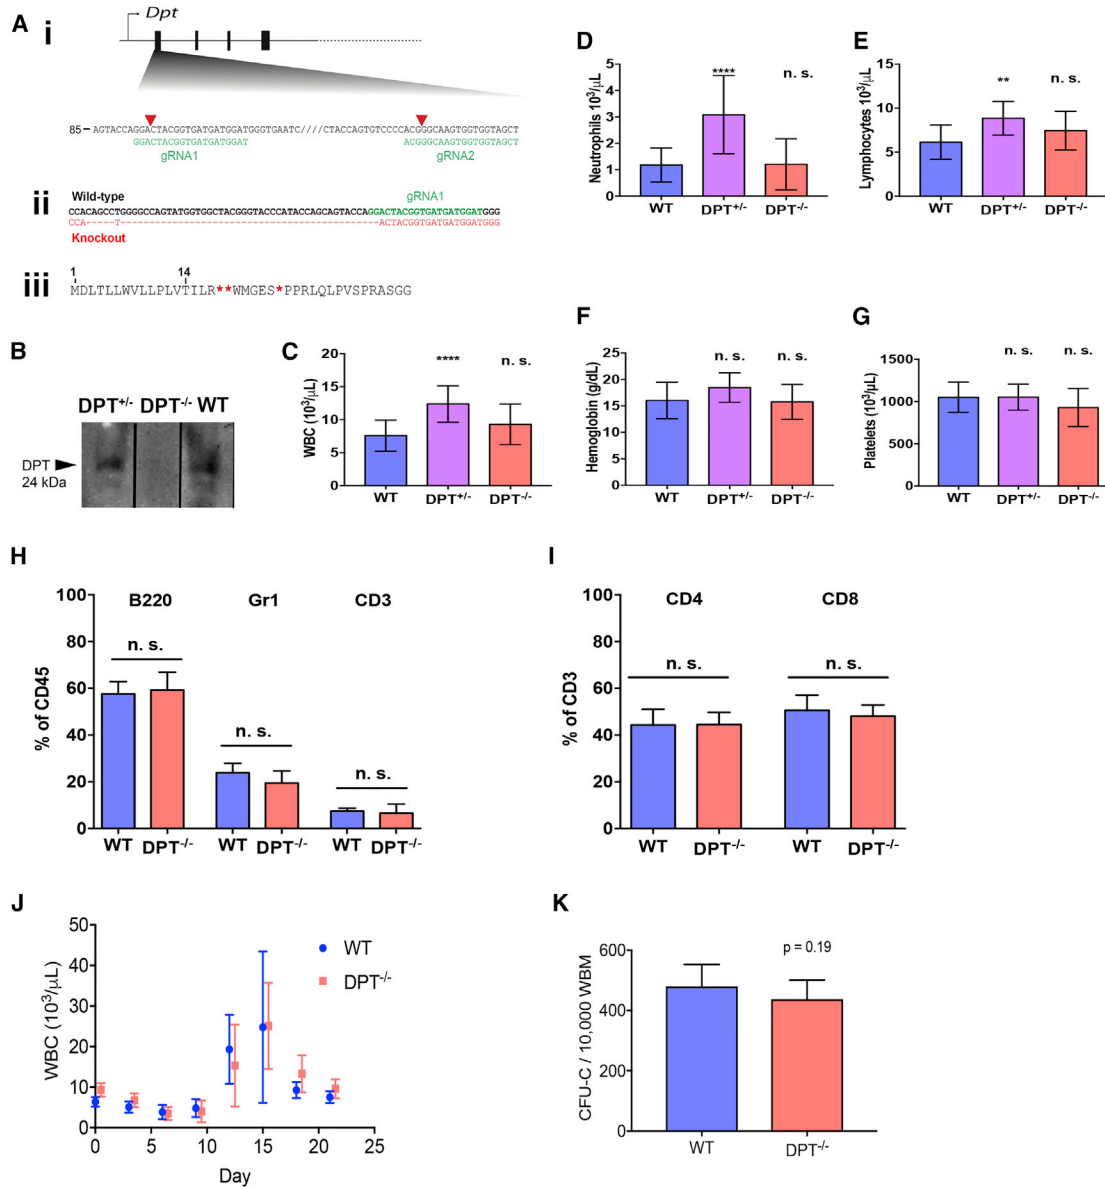 A
i
Dpt
85 – AGTACCAGGACTACGGTGATGATGGATGGGTGAATC////CTACCAGTGTCCCCACGGGCAAGTGGTGGTAGCT
GGACTACGGTGATGATGGAT ACGGGCAAGTGGTGGTAGCT
gRNA1 gRNA2
ii
Wild-type gRNA1
CCACAGCCTGGGGCCAGTATGGTGGCTACGGGTACCCATACCAGCAGTACCAGGACTACGGTGATGATGGATGGG
CCA-----T--------------------------------------------ACTACGGTGATGATGGATGGG
Knockout
iii
1 14
MDLTLLWVLLPLVTILR**WMGES*PPRLQLPVSPRASGG
B
DPT+/- DPT-/- WT
DPT
24 kDa
C
WBC (10³/µL)
20
15
10
5
0
****
n. s.
WT DPT+/- DPT-/-
D
Neutrophils 10³/µL
5
4
3
2
1
0
****
n. s.
WT DPT+/- DPT-/-
E
Lymphocytes 10³/µL
15
10
5
0
**
n. s.
WT DPT+/- DPT-/-
F
Hemoglobin (g/dL)
25
20
15
10
5
0
n. s. n. s.
WT DPT+/- DPT-/-
G
Platelets (10³/µL)
1500
1000
500
0
n. s. n. s.
WT DPT+/- DPT-/-
H
% of CD45
100
80
60
40
20
0
B220 Gr1 CD3
n. s.
n. s.
n. s.
WT DPT-/- WT DPT-/- WT DPT-/-
I
% of CD3
100
80
60
40
20
0
CD4 CD8
n. s. n. s.
WT DPT-/- WT DPT-/-
J
WBC (10³/µL)
50
40
30
20
10
0
WT
DPT-/-
0 5 10 15 20 25
Day
K
CFU-C / 10,000 WBM
600
400
200
0
p = 0.19
WT DPT-/-